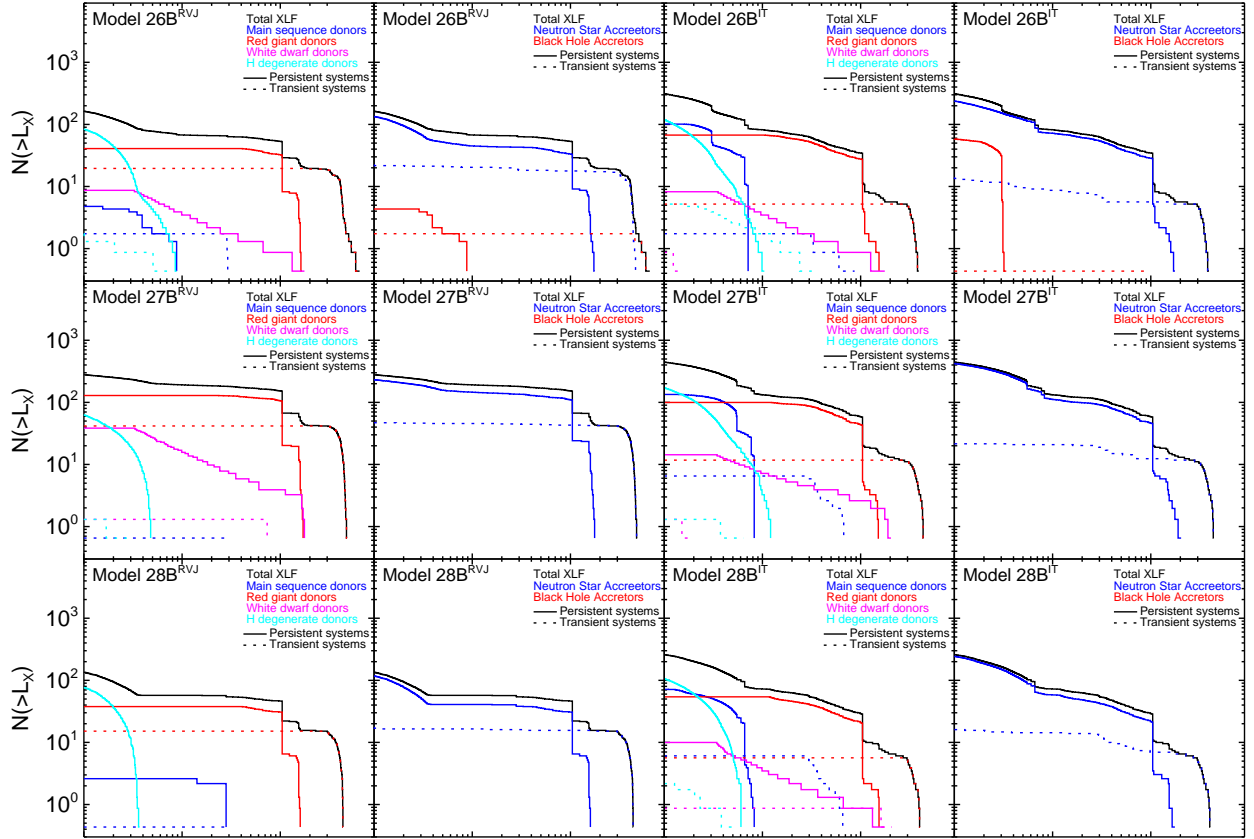 Model 26B^RVJ
Total XLF
Main sequence donors
Red giant donors
White dwarf donors
H degenerate donors
Persistent systems
Transient systems
Model 26B^RVJ
Total XLF
Neutron Star Accreetors
Black Hole Accretors
Persistent systems
Transient systems
Model 26B^IT
Total XLF
Main sequence donors
Red giant donors
White dwarf donors
H degenerate donors
Persistent systems
Transient systems
Model 26B^IT
Total XLF
Neutron Star Accreetors
Black Hole Accretors
Persistent systems
Transient systems
10^3
10^2
10^1
10^0
N(>L_X)
Model 27B^RVJ
Total XLF
Main sequence donors
Red giant donors
White dwarf donors
H degenerate donors
Persistent systems
Transient systems
Model 27B^RVJ
Total XLF
Neutron Star Accreetors
Black Hole Accretors
Persistent systems
Transient systems
Model 27B^IT
Total XLF
Main sequence donors
Red giant donors
White dwarf donors
H degenerate donors
Persistent systems
Transient systems
Model 27B^IT
Total XLF
Neutron Star Accreetors
Black Hole Accretors
Persistent systems
Transient systems
10^3
10^2
10^1
10^0
N(>L_X)
Model 28B^RVJ
Total XLF
Main sequence donors
Red giant donors
White dwarf donors
H degenerate donors
Persistent systems
Transient systems
Model 28B^RVJ
Total XLF
Neutron Star Accreetors
Black Hole Accretors
Persistent systems
Transient systems
Model 28B^IT
Total XLF
Main sequence donors
Red giant donors
White dwarf donors
H degenerate donors
Persistent systems
Transient systems
Model 28B^IT
Total XLF
Neutron Star Accreetors
Black Hole Accretors
Persistent systems
Transient systems
10^3
10^2
10^1
10^0
N(>L_X)